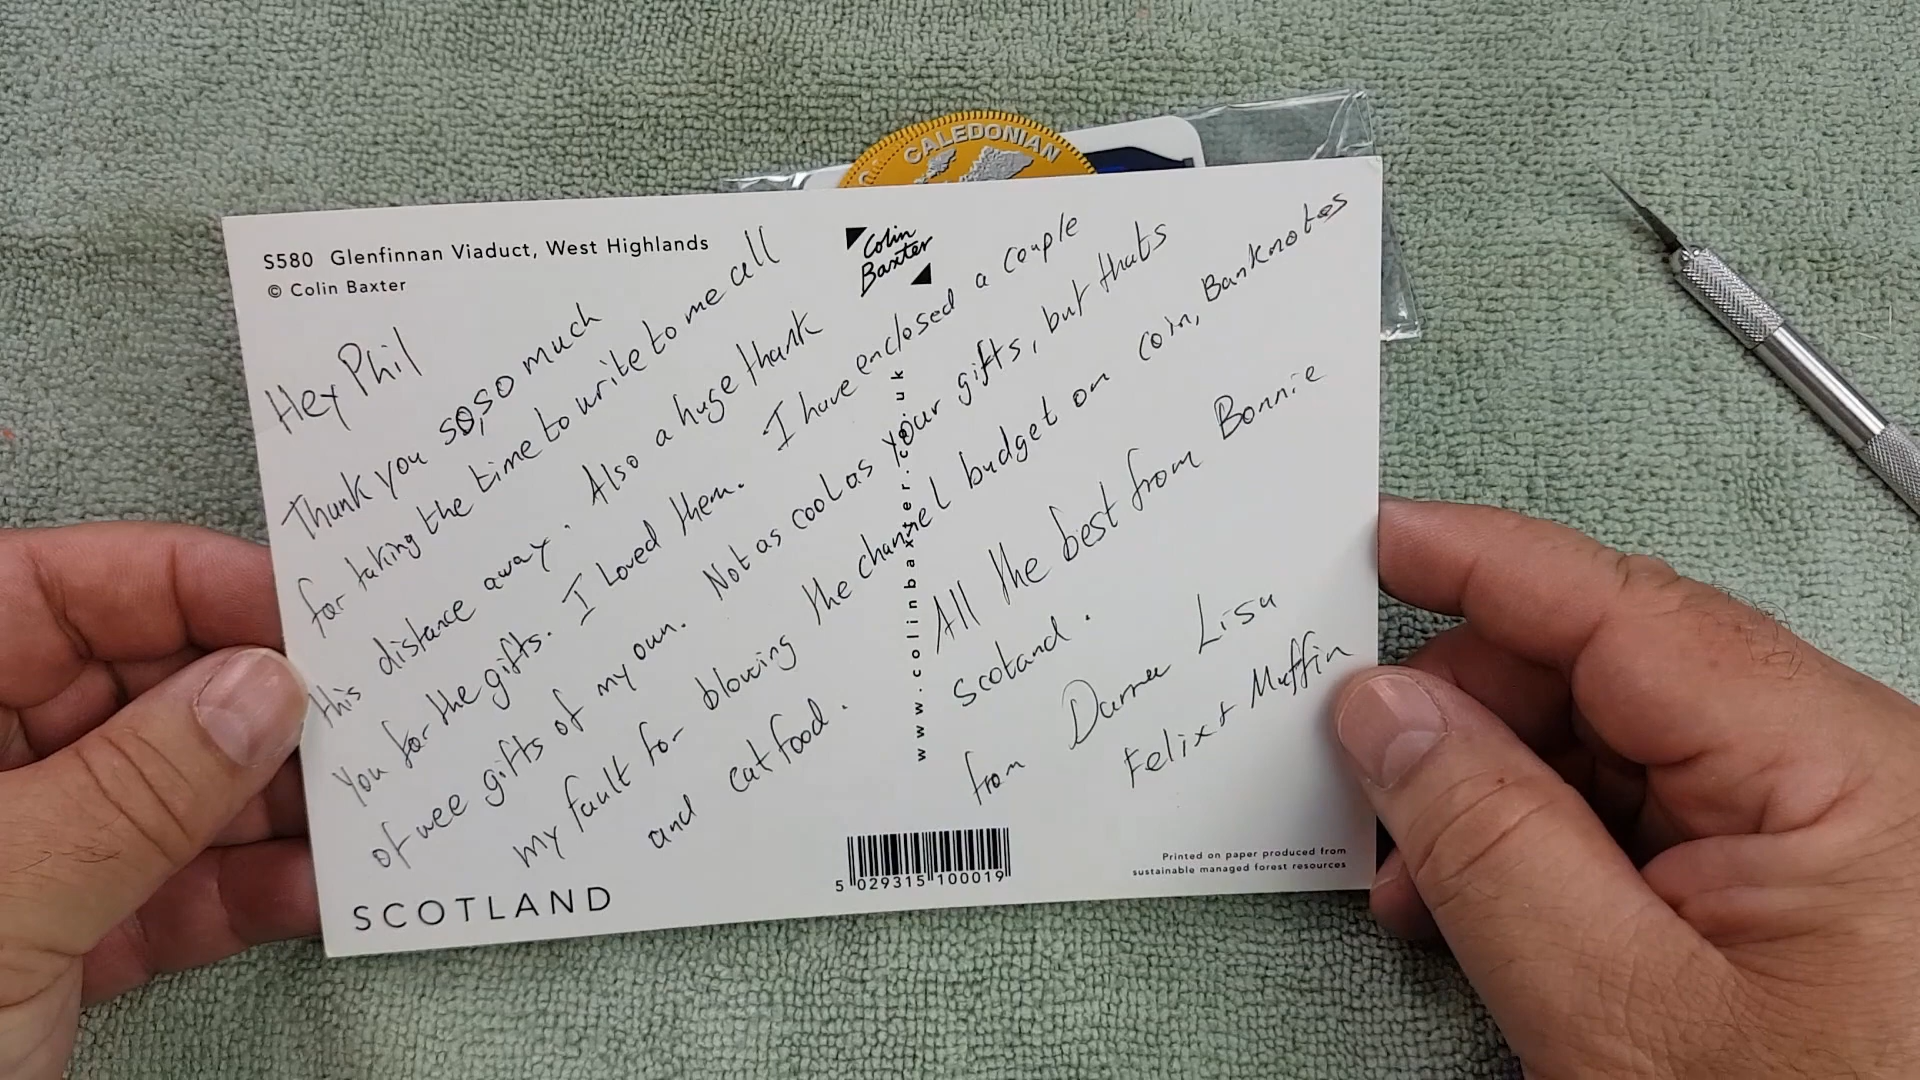 CALEDONIAN
S580 Glenfinnan Viaduct, West Highlands
© Colin Baxter
Colin
Baxter
Hey Phil
Thank you so, so much
for taking the time to write to me all
this distance away. Also a huge thank
you for the gifts. I Loved them. I have enclosed a couple
of wee gifts of my own. Not as cool as your gifts, but thats
my fault for blowing the channel budget on coin, Banknotes
and cat food.
All the best from Bonnie
scotand.
from Lisa
Felix + Muffin
www.colinbaxter.co.uk
5 029315 100019
SCOTLAND
Printed on paper produced from
sustainable managed forest resources